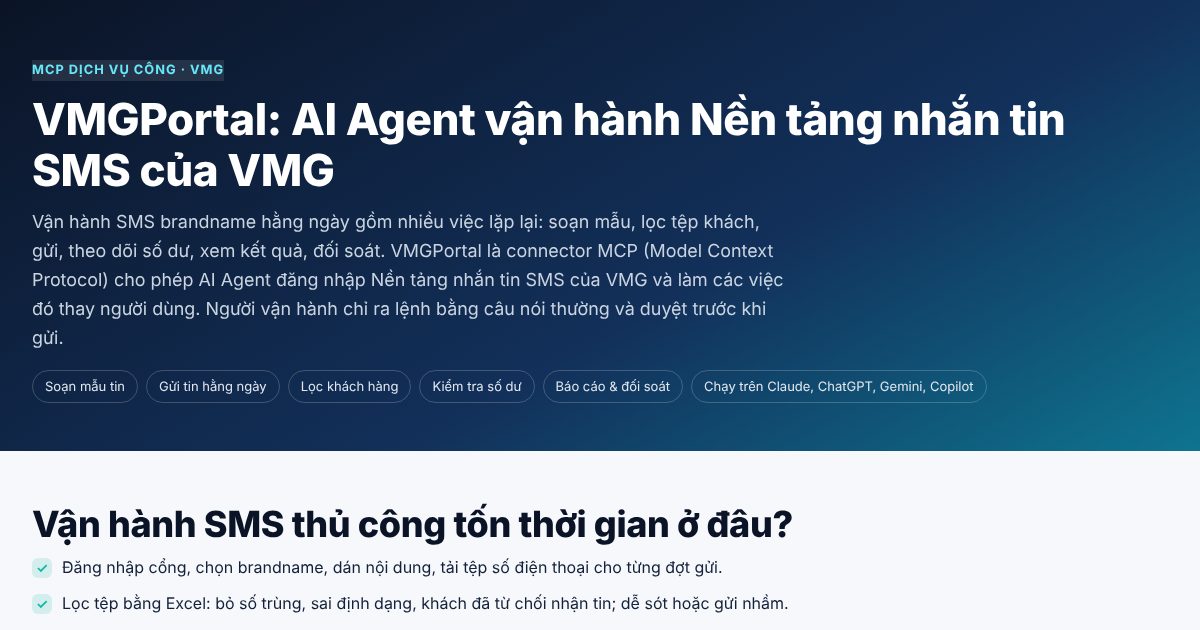 MCP DỊCH VỤ CÔNG · VMG
VMGPortal: AI Agent vận hành Nền tảng nhắn tin
SMS của VMG
Vận hành SMS brandname hằng ngày gồm nhiều việc lặp lại: soạn mẫu, lọc tệp khách,
gửi, theo dõi số dư, xem kết quả, đối soát. VMGPortal là connector MCP (Model Context
Protocol) cho phép AI Agent đăng nhập Nền tảng nhắn tin SMS của VMG và làm các việc
đó thay người dùng. Người vận hành chỉ ra lệnh bằng câu nói thường và duyệt trước khi
gửi.
Soạn mẫu tin
Gửi tin hằng ngày
Lọc khách hàng
Kiểm tra số dư
Báo cáo & đối soát
Chạy trên Claude, ChatGPT, Gemini, Copilot
Vận hành SMS thủ công tốn thời gian ở đâu?
Đăng nhập cổng, chọn brandname, dán nội dung, tải tệp số điện thoại cho từng đợt gửi.
Lọc tệp bằng Excel: bỏ số trùng, sai định dạng, khách đã từ chối nhận tin; dễ sót hoặc gửi nhầm.